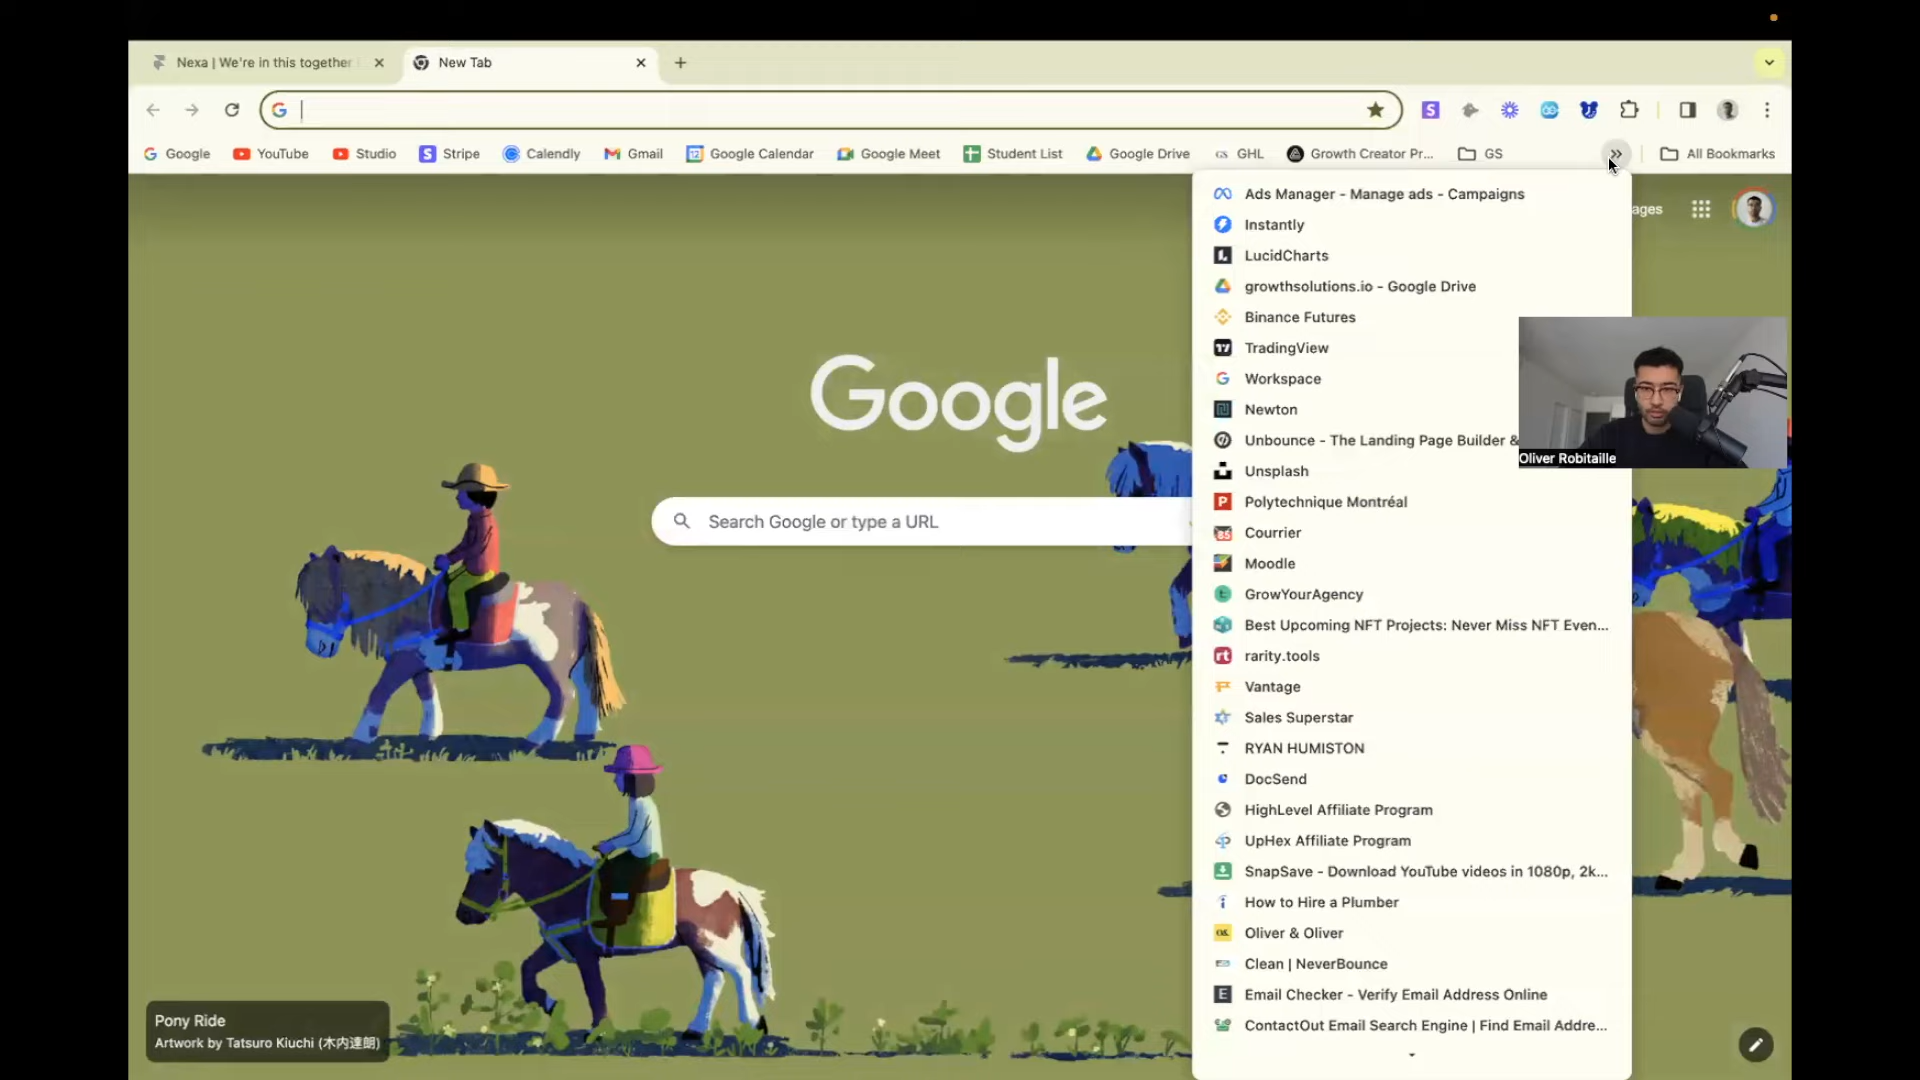 Nexa | We're in this together
New Tab
Google
YouTube
Studio
Stripe
Calendly
Gmail
Google Calendar
Google Meet
Student List
Google Drive
GS GHL
Growth Creator Pr...
GS
All Bookmarks
ages
Ads Manager - Manage ads - Campaigns
Instantly
LucidCharts
growthsolutions.io - Google Drive
Binance Futures
TradingView
Workspace
Newton
Unbounce - The Landing Page Builder &
Unsplash
Polytechnique Montréal
Courrier
Moodle
GrowYourAgency
Best Upcoming NFT Projects: Never Miss NFT Even...
rarity.tools
Vantage
Sales Superstar
RYAN HUMISTON
DocSend
HighLevel Affiliate Program
UpHex Affiliate Program
SnapSave - Download YouTube videos in 1080p, 2k...
How to Hire a Plumber
Oliver & Oliver
Clean | NeverBounce
Email Checker - Verify Email Address Online
ContactOut Email Search Engine | Find Email Addre...
Oliver Robitaille
Google
Search Google or type a URL
Pony Ride
Artwork by Tatsuro Kiuchi (木内達朗)